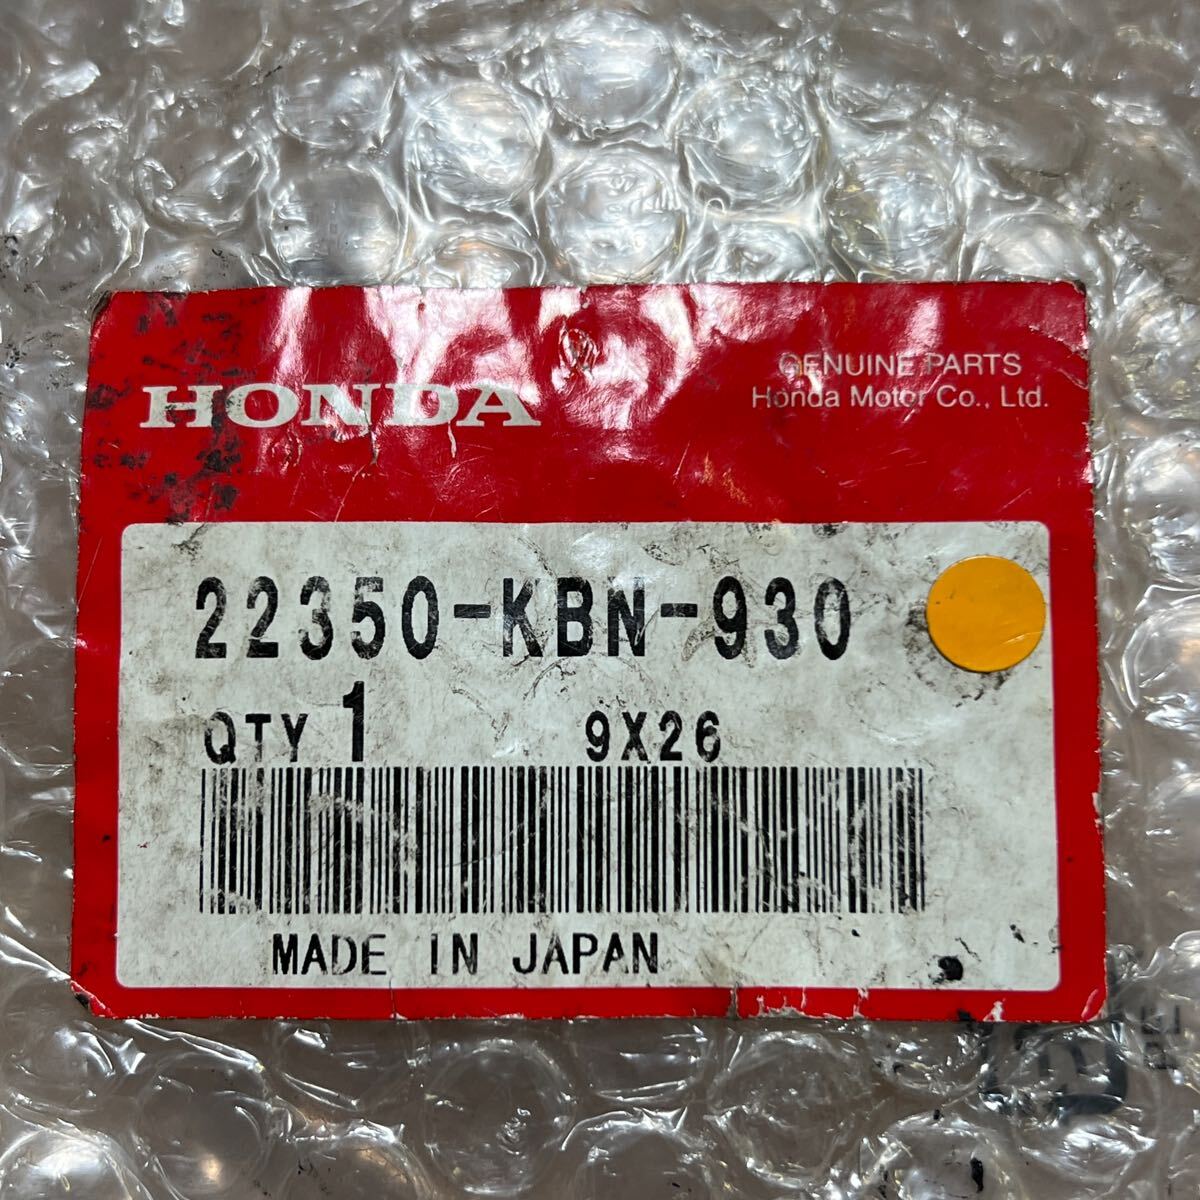 HONDA
GENUINE PARTS
Honda Motor Co., Ltd.
22350-KBN-930
QTY 1 9X26
MADE IN JAPAN